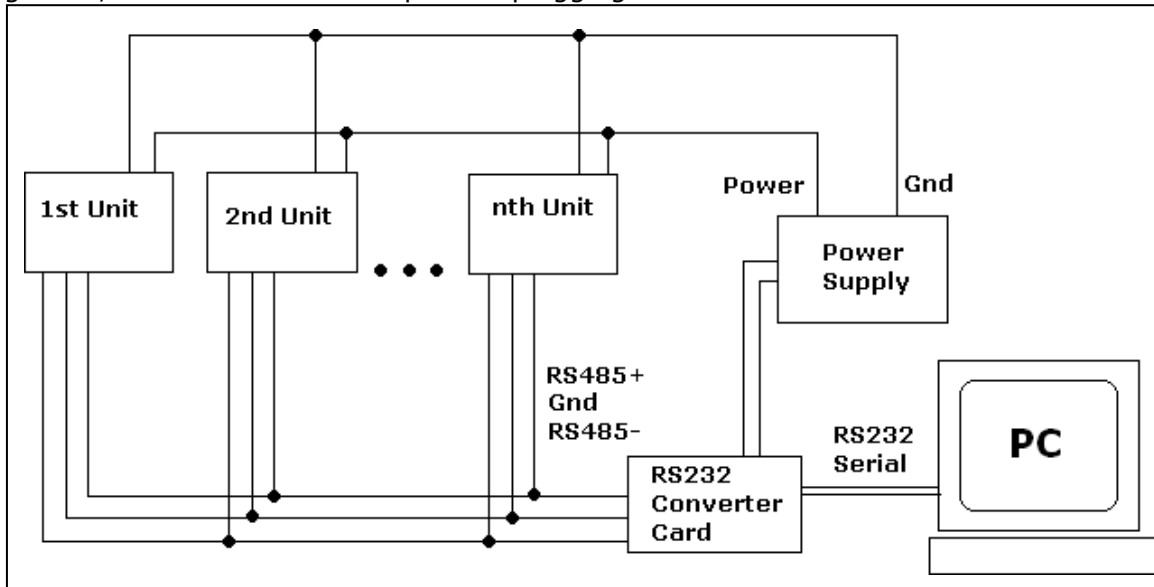 1st Unit
2nd Unit
nth Unit
Power
Gnd
Power
Supply
RS485+
Gnd
RS485-
RS232
Converter
Card
RS232
Serial
PC